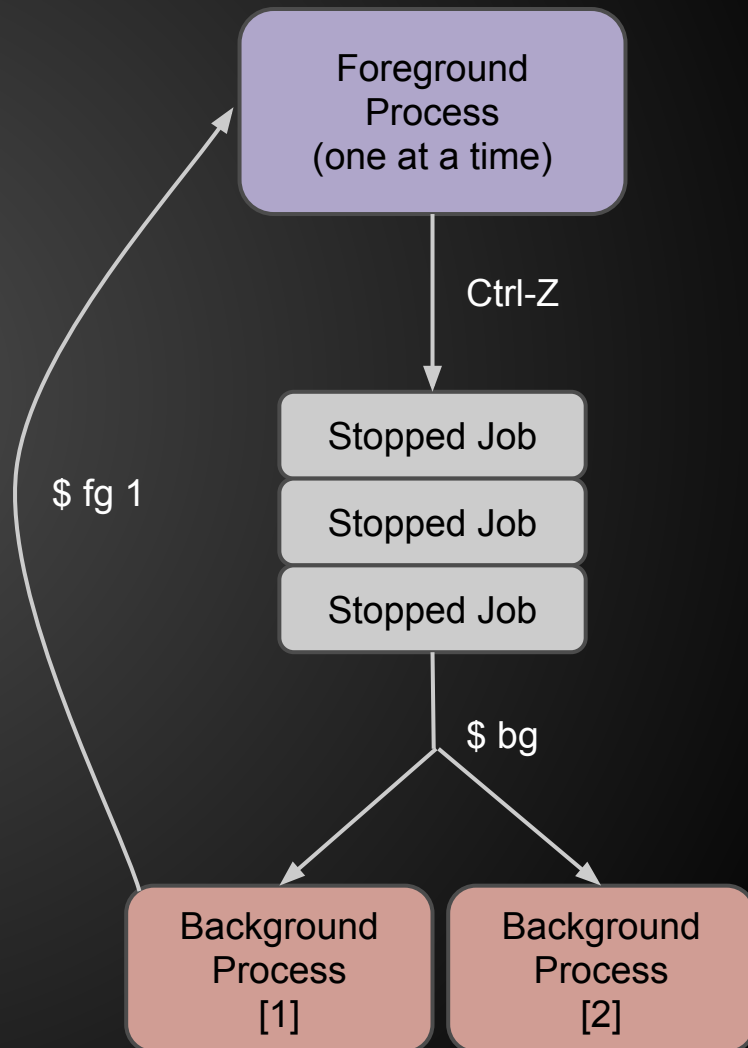 Foreground
Process
(one at a time)
Ctrl-Z
Stopped Job
$ fg 1
Stopped Job
Stopped Job
$ bg
Background
Process
[1]
Background
Process
[2]